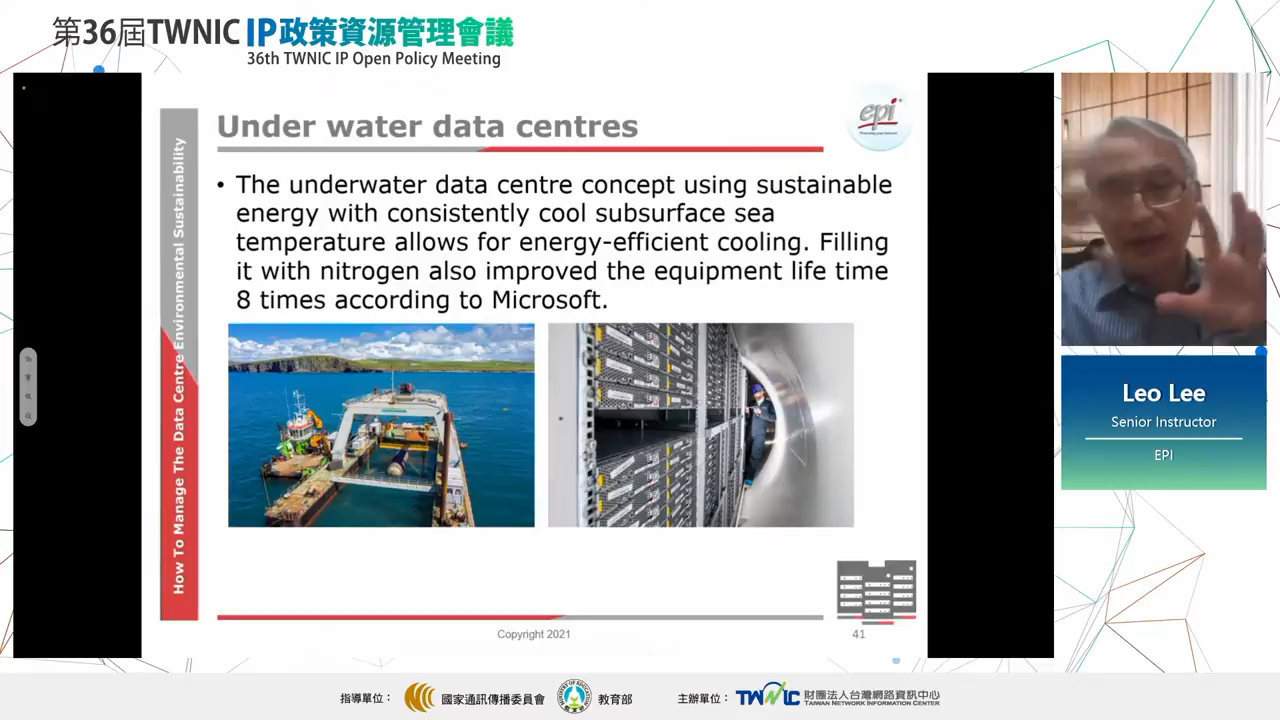 第36屆TWNIC IP政策資源管理會議
36th TWNIC IP Open Policy Meeting
Under water data centres
epi
How To Manage The Data Centre Environmental Sustainability
• The underwater data centre concept using sustainable
energy with consistently cool subsurface sea
temperature allows for energy-efficient cooling. Filling
it with nitrogen also improved the equipment life time
8 times according to Microsoft.
Copyright 2021
41
Leo Lee
Senior Instructor
EPI
指導單位：
國家通訊傳播委員會
教育部
主辦單位：
TWNIC
財團法人台灣網路資訊中心
TAIWAN NETWORK INFORMATION CENTER